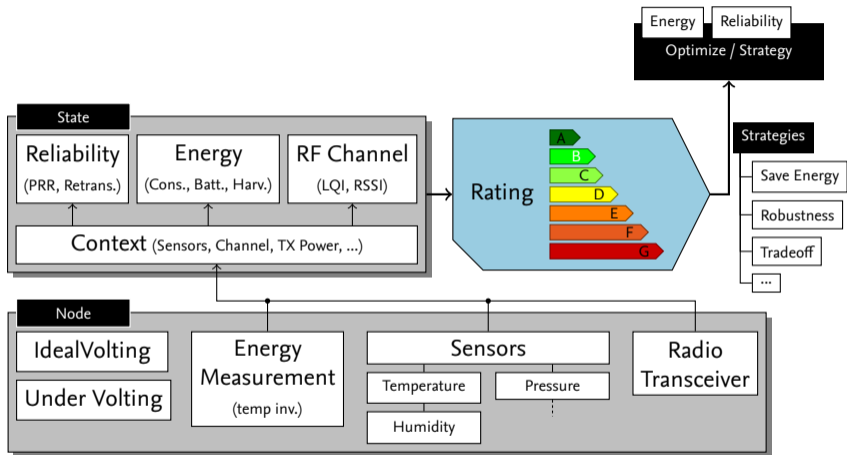 Energy
Reliability
Optimize / Strategy
State
Reliability
(PRR, Retrans.)
Energy
(Cons., Batt., Harv.)
RF Channel
(LQI, RSSI)
Context (Sensors, Channel, TX Power, ...)
Rating
A
B
C
D
E
F
G
Strategies
Save Energy
Robustness
Tradeoff
...
Node
IdealVolting
Under Volting
Energy
Measurement
(temp inv.)
Sensors
Temperature
Pressure
Humidity
Radio
Transceiver